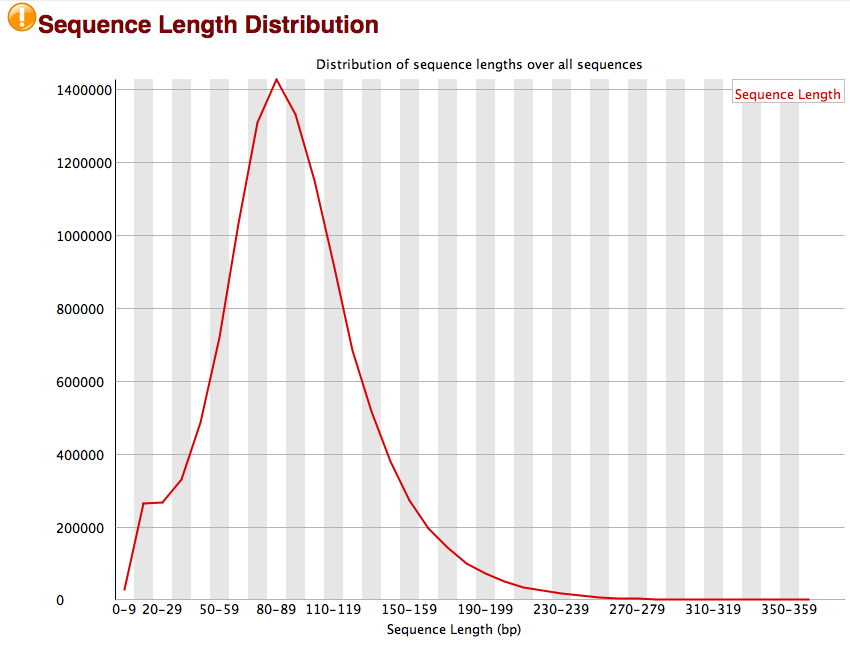 Sequence Length Distribution
Distribution of sequence lengths over all sequences
Sequence Length
1400000
1200000
1000000
800000
600000
400000
200000
0
0-9 20-29 50-59 80-89 110-119 150-159 190-199 230-239 270-279 310-319 350-359
Sequence Length (bp)